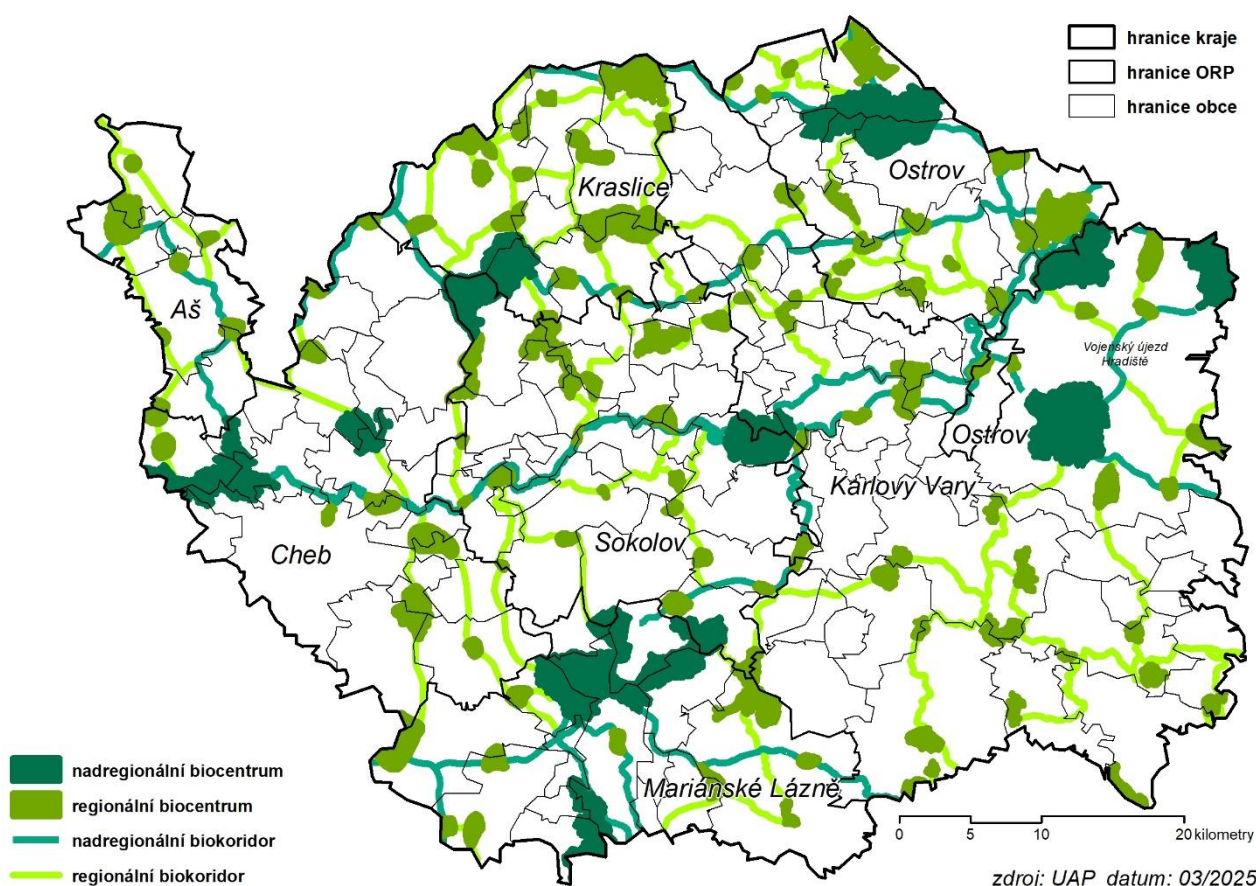 hranice kraje
hranice ORP
hranice obce
Ostrov
Kraslice
Aš
Vojenský újezd
Hradiště
Ostrov
Karlovy Vary
Cheb
Sokolov
Mariánské Lázně
nadregionální biocentrum
regionální biocentrum
nadregionální biokoridor
regionální biokoridor
0 5 10 20 kilometry
zdroj: UAP datum: 03/2025